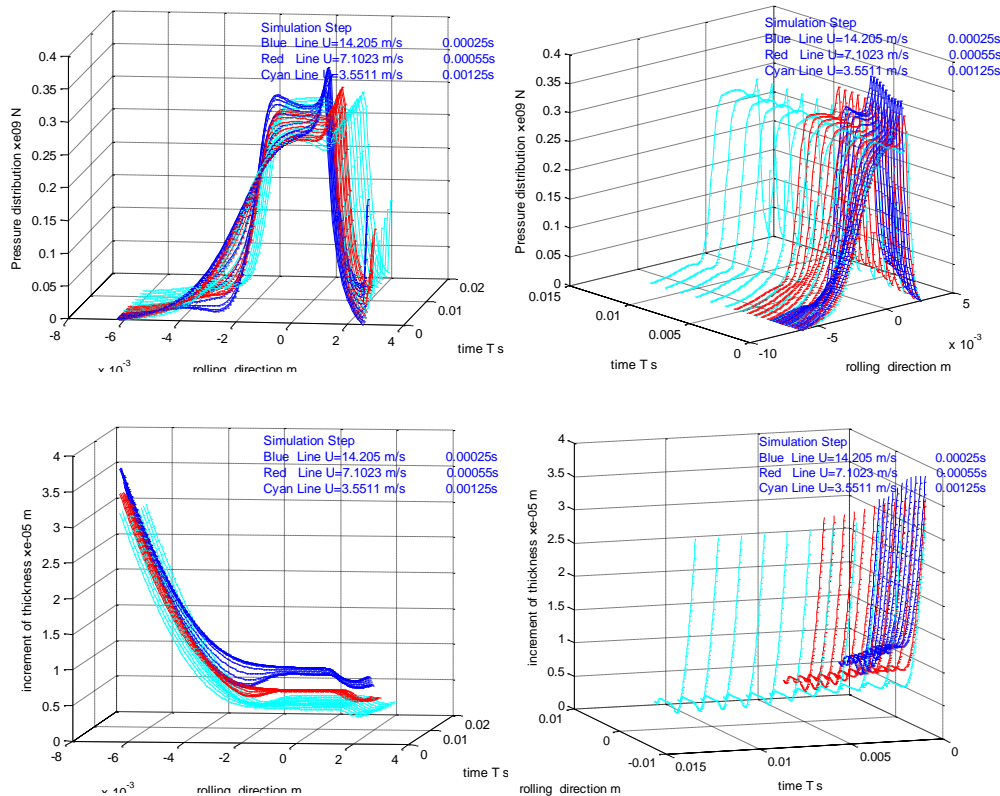 Simulation Step
Blue Line U=14.205 m/s 0.00025s
Red Line U=7.1023 m/s 0.00055s
Cyan Line U=3.5511 m/s 0.00125s
Pressure distribution ×e09 N
0.4
0.35
0.3
0.25
0.2
0.15
0.1
0.05
0
-8 -6 -4 -2 0 2 4
0 0.01 0.02
time T s
x 10-3
rolling direction m
Simulation Step
Blue Line U=14.205 m/s 0.00025s
Red Line U=7.1023 m/s 0.00055s
Cyan Line U=3.5511 m/s 0.00125s
Pressure distribution ×e09 N
0.4
0.35
0.3
0.25
0.2
0.15
0.1
0.05
0
0.015 0.01 0.005 0
-10 -5 0 5
x 10-3
time T s
rolling direction m
Simulation Step
Blue Line U=14.205 m/s 0.00025s
Red Line U=7.1023 m/s 0.00055s
Cyan Line U=3.5511 m/s 0.00125s
increment of thickness ×e-05 m
4
3.5
3
2.5
2
1.5
1
0.5
0
-8 -6 -4 -2 0 2 4
0 0.01 0.02
time T s
x 10-3
rolling direction m
Simulation Step
Blue Line U=14.205 m/s 0.00025s
Red Line U=7.1023 m/s 0.00055s
Cyan Line U=3.5511 m/s 0.00125s
increment of thickness ×e-05 m
4
3.5
3
2.5
2
1.5
1
0.5
0
0.01 0 -0.01
0.015 0.01 0.005 0
time T s
rolling direction m